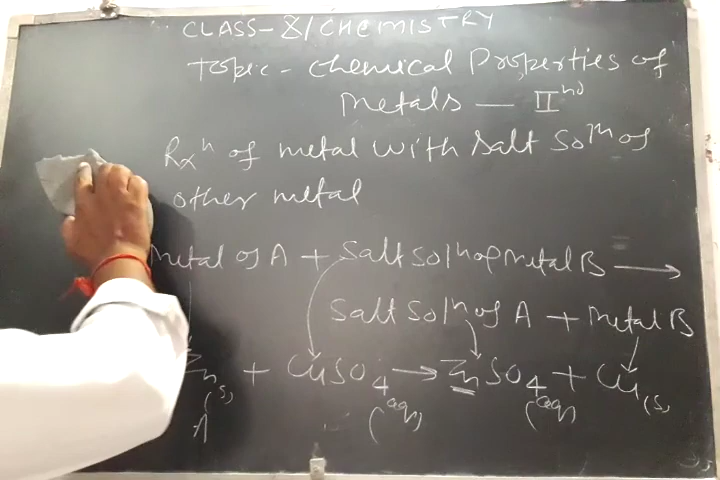 CLASS-X/CHEMISTRY
Topic - Chemical Properties of
Metals — IInd
Rxn of metal with Salt Soln of
other metal
Metal of A + Salt Soln of Metal B →
Salt Soln of A + Metal B
Zn(s) + CuSO4(aq) → ZnSO4(aq) + Cu(s)
A